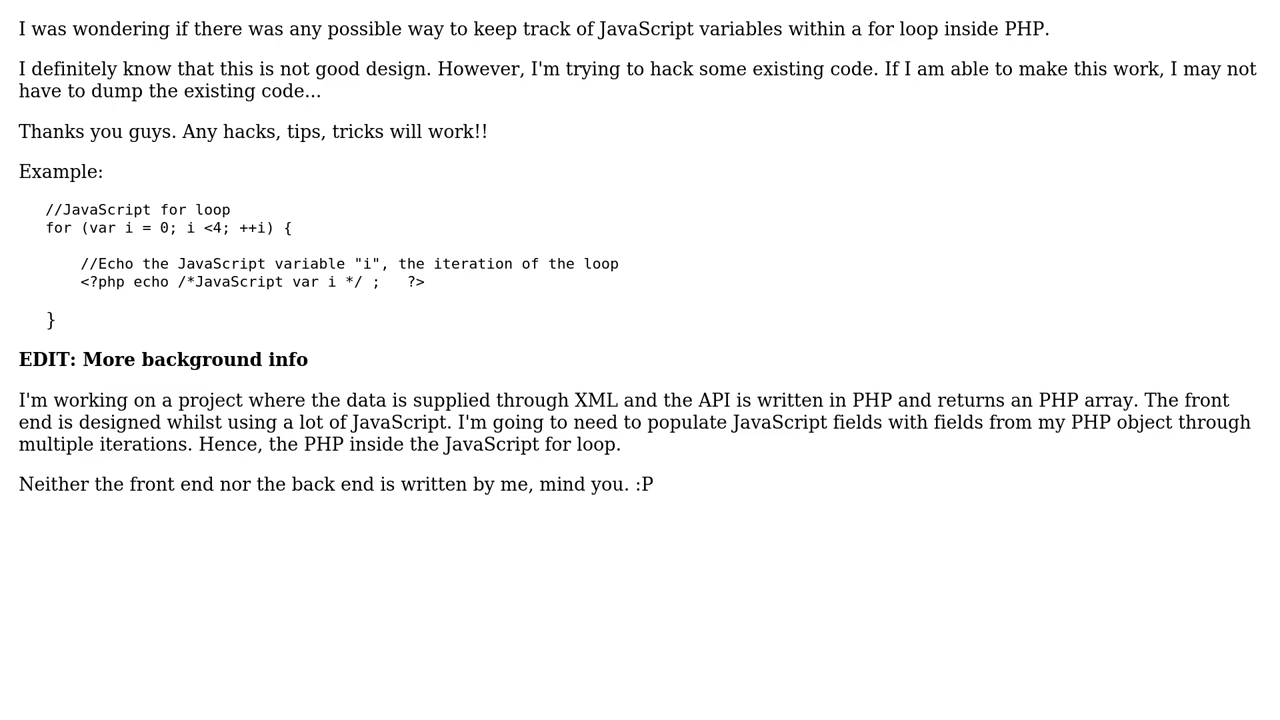 I was wondering if there was any possible way to keep track of JavaScript variables within a for loop inside PHP.
I definitely know that this is not good design. However, I'm trying to hack some existing code. If I am able to make this work, I may not
have to dump the existing code...
Thanks you guys. Any hacks, tips, tricks will work!!
Example:
//JavaScript for loop
for (var i = 0; i <4; ++i) {
//Echo the JavaScript variable "i", the iteration of the loop
<?php echo /*JavaScript var i */ ;   ?>
}
EDIT: More background info
I'm working on a project where the data is supplied through XML and the API is written in PHP and returns an PHP array. The front
end is designed whilst using a lot of JavaScript. I'm going to need to populate JavaScript fields with fields from my PHP object through
multiple iterations. Hence, the PHP inside the JavaScript for loop.
Neither the front end nor the back end is written by me, mind you. :P